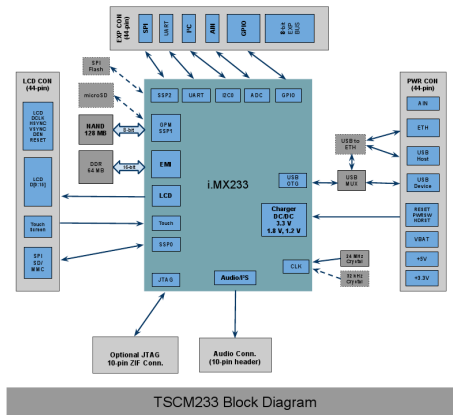 EXP CON
(44-pin)
SPI
UART
I²C
AIN
GPIO
8-bit
EXP
BUS
LCD CON
(44-pin)
LCD
DCLK
HSYNC
VSYNC
DEN
RESET
LCD
D[0:15]
Touch
Screen
SPI
SD/
MMC
SPI
Flash
microSD
NAND
128 MB
8-bit
DDR
64 MB
16-bit
SSP2
UART
I2C0
ADC
GPIO
GPMI
SSP1
EMI
LCD
Touch
SSP0
JTAG
Audio/I²S
i.MX233
USB
OTG
Charger
DC/DC
3.3 V
1.8 V, 1.2 V
CLK
USB to
ETH
USB
MUX
24 MHz
Crystal
32 kHz
Crystal
PWR CON
(44-pin)
AIN
ETH
USB
Host
USB
Device
RESET
PWRSW
HDRST
VBAT
+5V
+3.3V
Optional JTAG
10-pin ZIF Conn.
Audio Conn.
(10-pin header)
TSCM233 Block Diagram